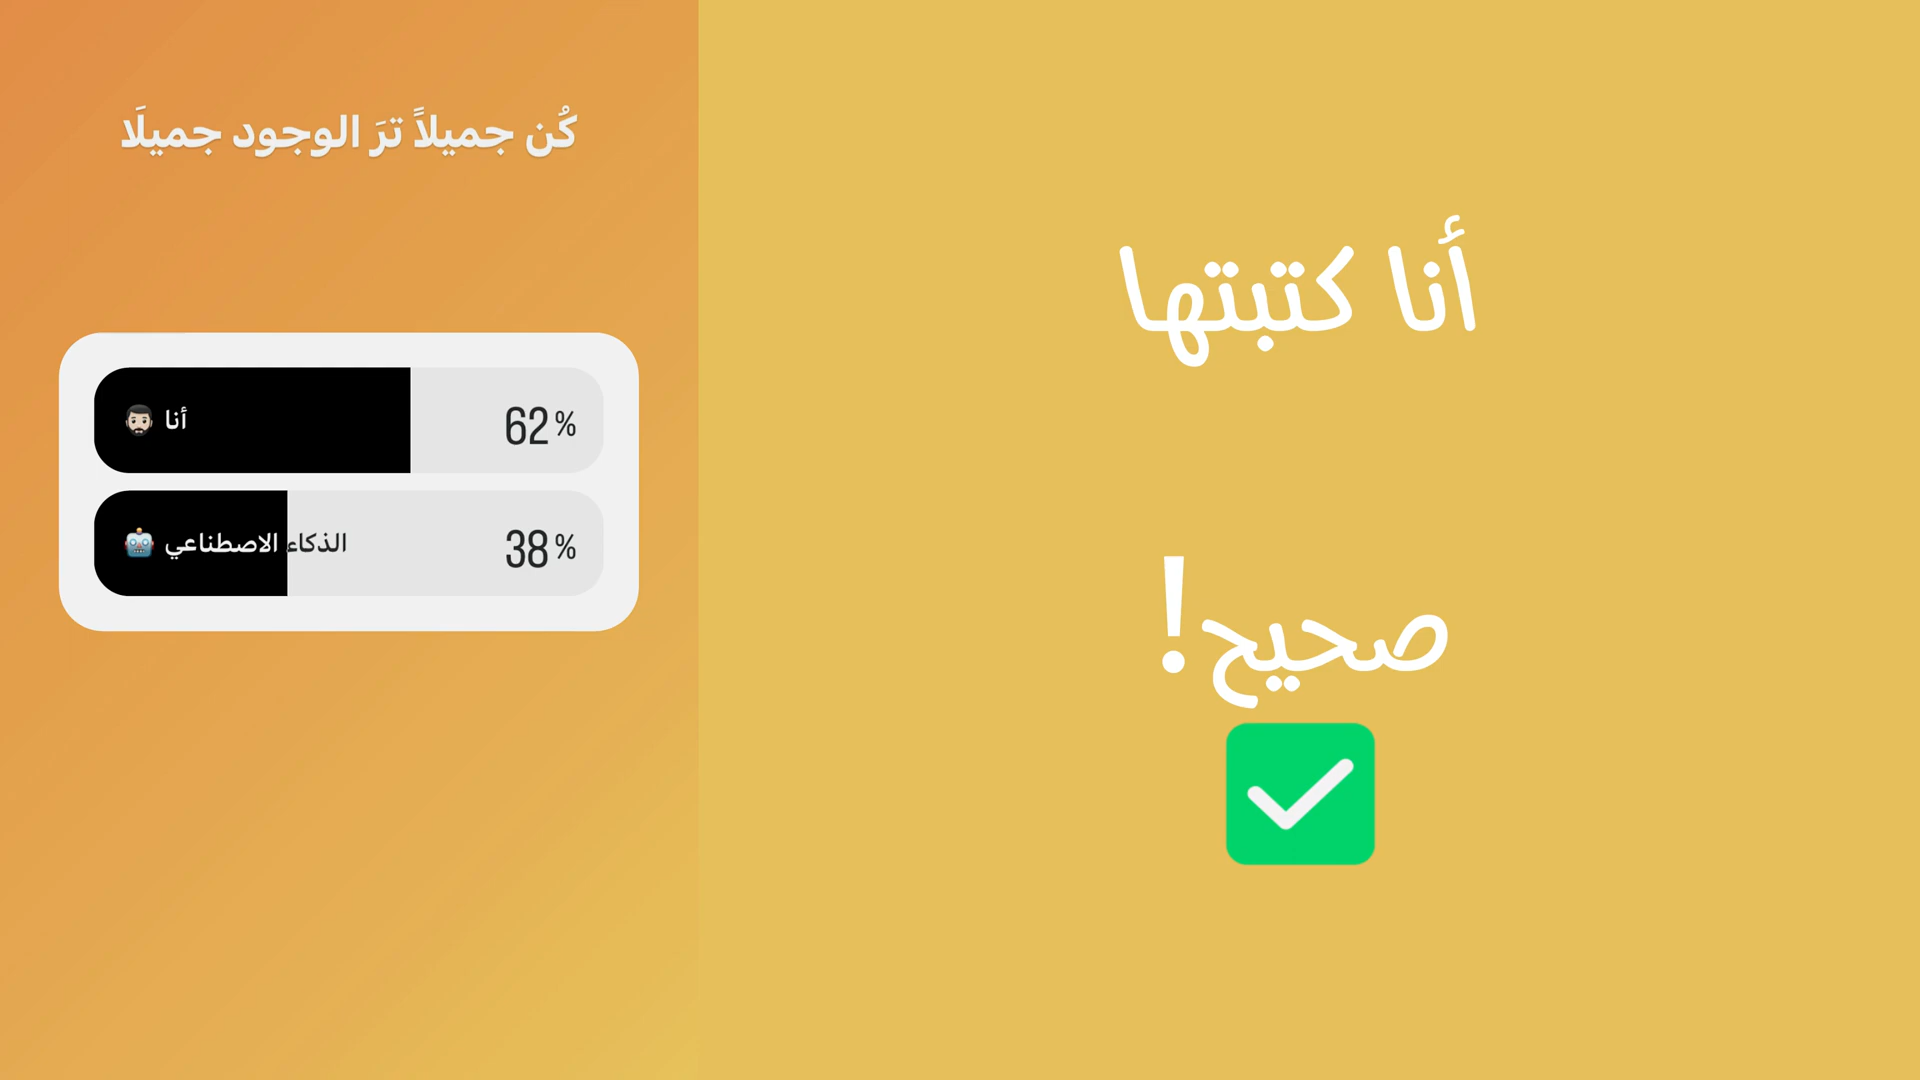 كُن جميلاً ترَ الوجود جميلَا
أنا 🧔🏻
62%
الذكاء الاصطناعي 🤖
38%
أنا كتبتها
صحيح!
✅